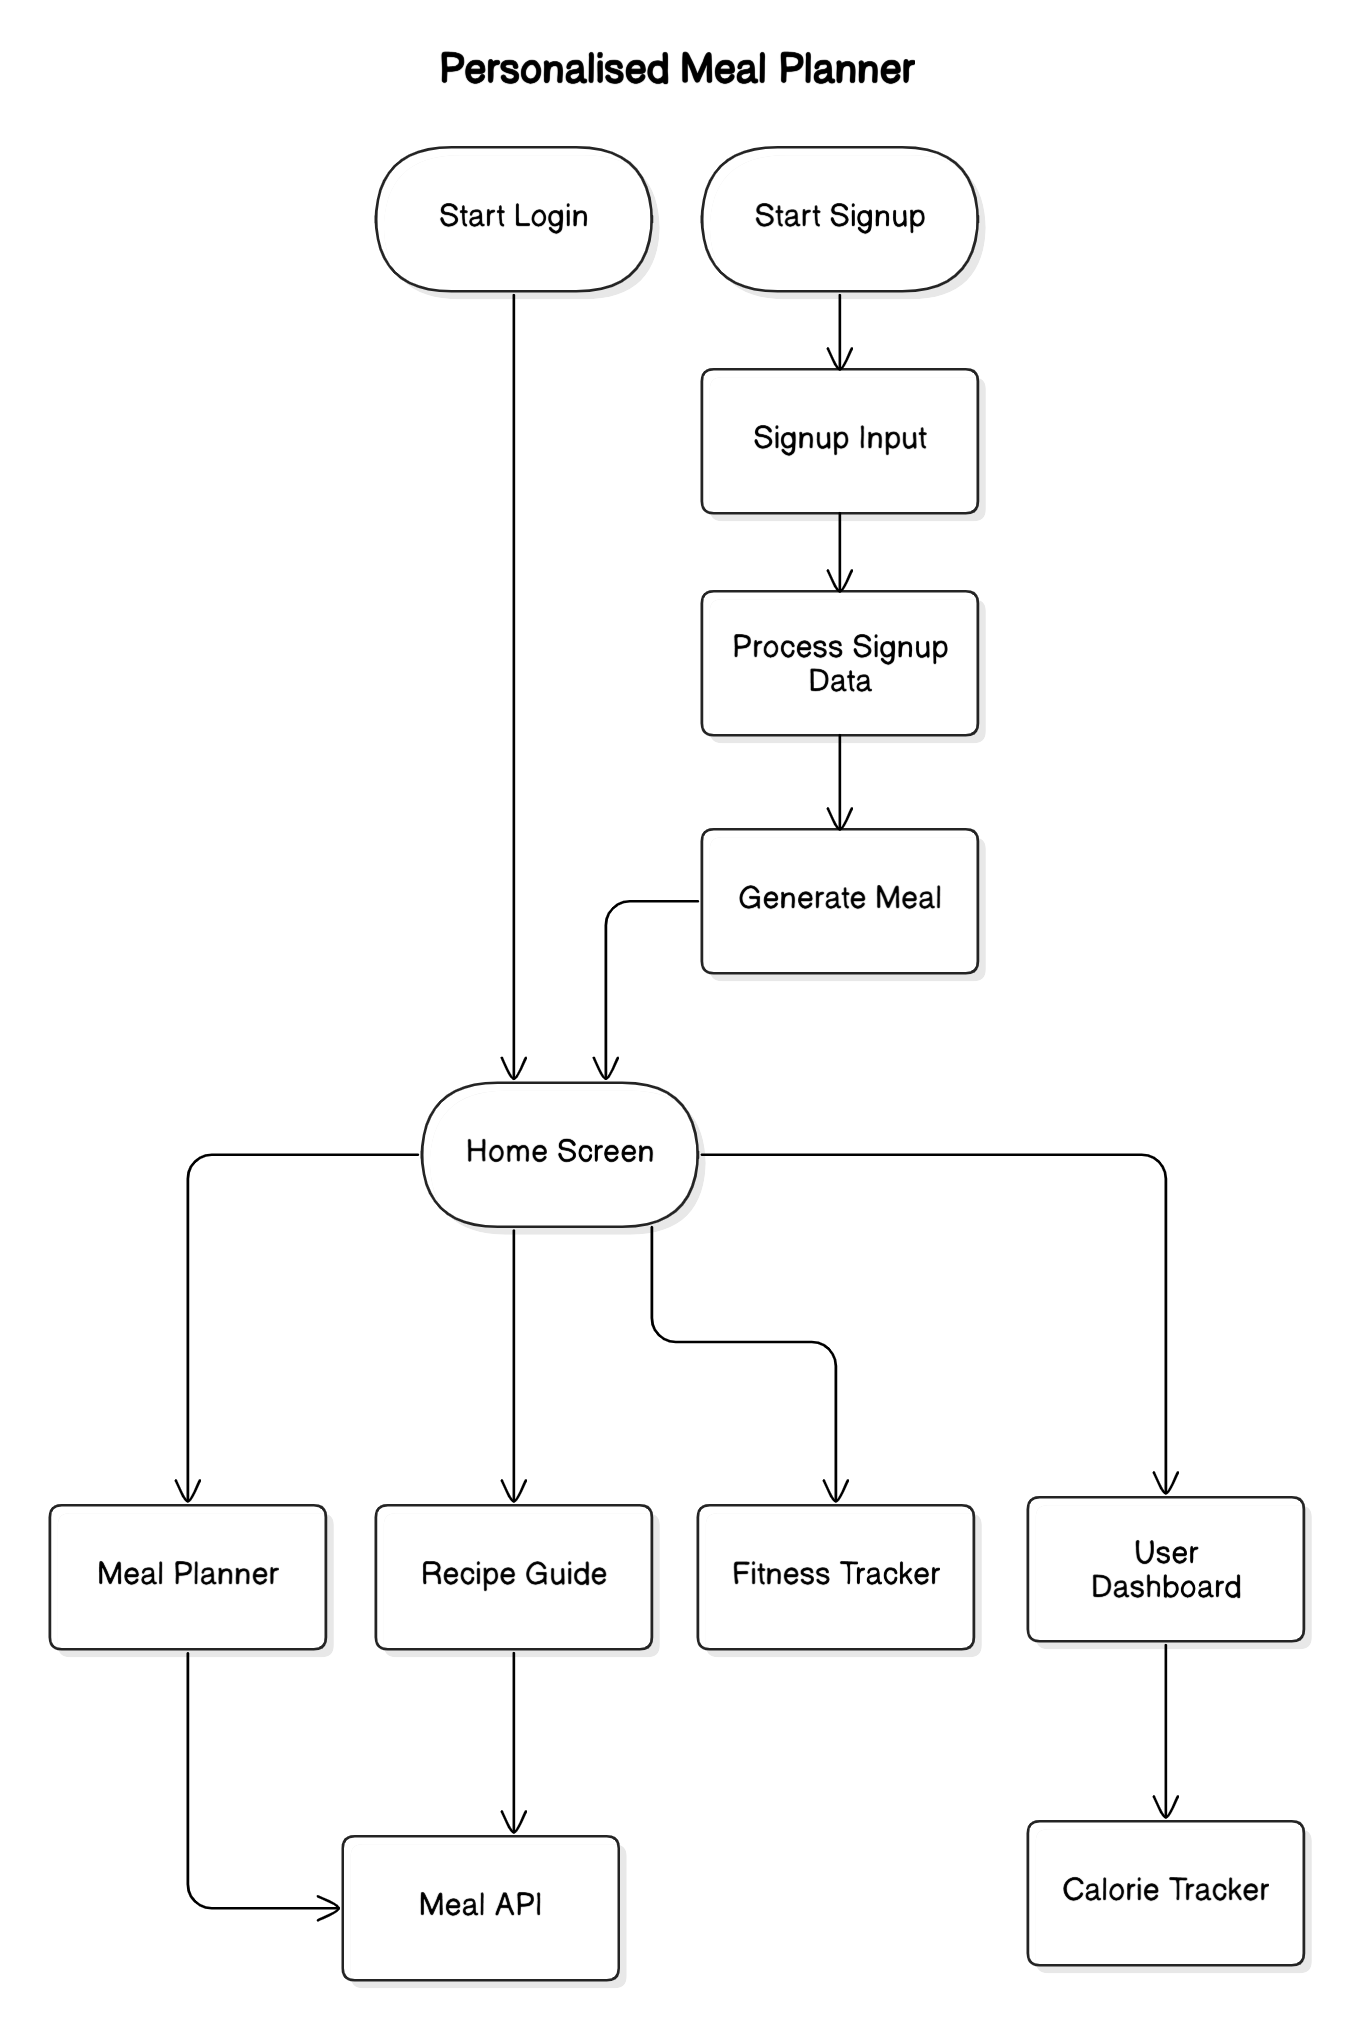 Personalised Meal Planner
Start Login
Start Signup
Signup Input
Process Signup
Data
Generate Meal
Home Screen
Meal Planner
Recipe Guide
Fitness Tracker
User
Dashboard
Meal API
Calorie Tracker